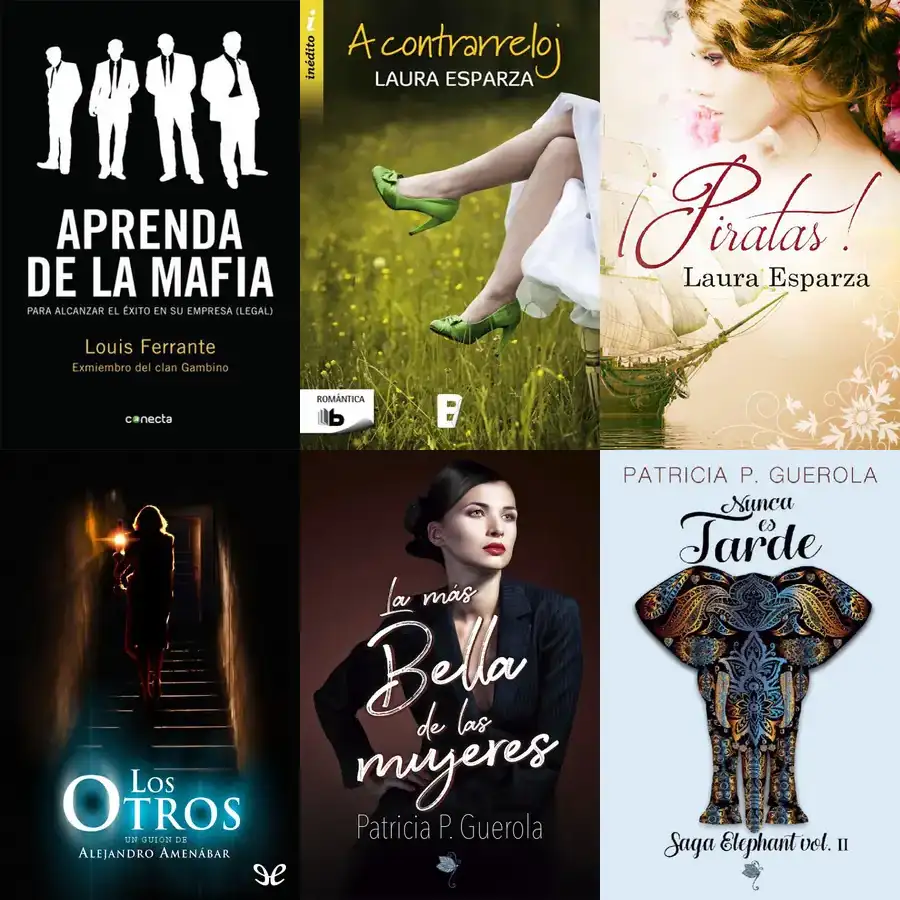 APRENDA
DE LA MAFIA
PARA ALCANZAR EL ÉXITO EN SU EMPRESA (LEGAL)
Louis Ferrante
Exmiembro del clan Gambino
conecta
inédito i
A contrarreloj
LAURA ESPARZA
ROMÁNTICA
b
B
¡Piratas!
Laura Esparza
LOS
OTROS
UN GUIÓN DE
ALEJANDRO AMENÁBAR
La más
Bella
de las
mujeres
Patricia P. Guerola
PATRICIA P. GUEROLA
Nunca
es
Tarde
Saga Elephant vol. II